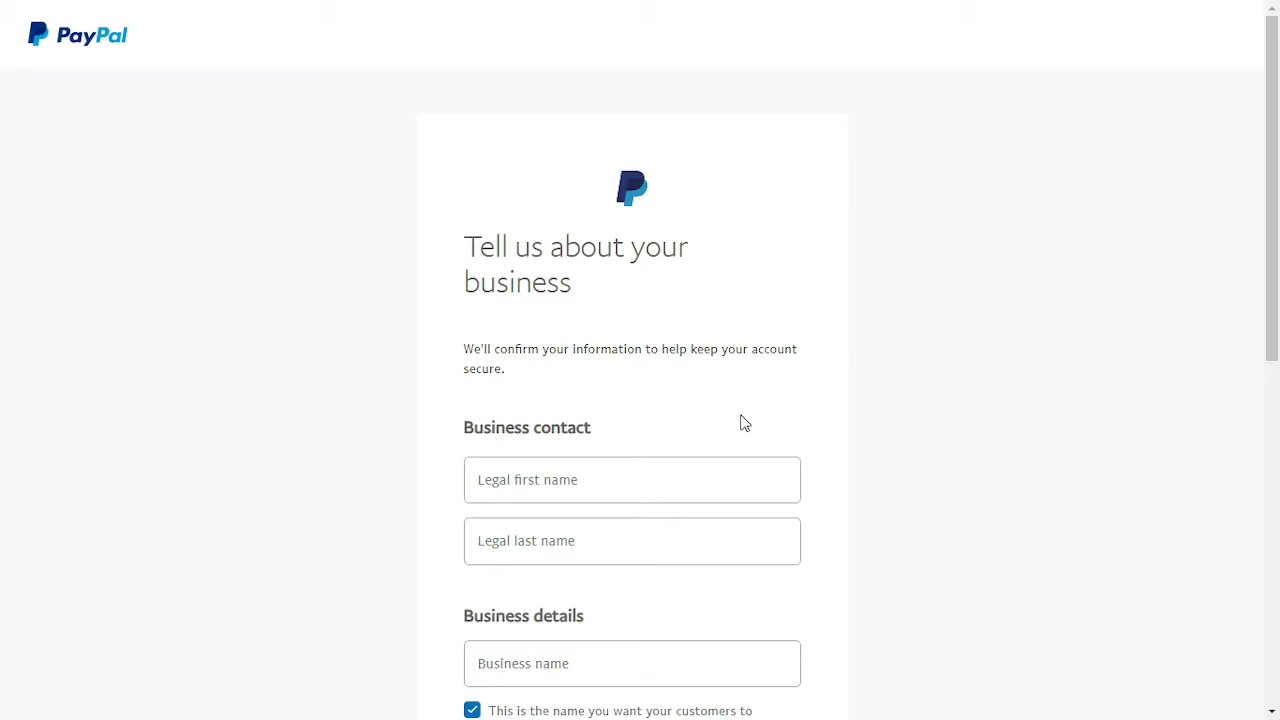 PayPal
Tell us about your
business
We'll confirm your information to help keep your account
secure.
Business contact
Legal first name
Legal last name
Business details
Business name
This is the name you want your customers to